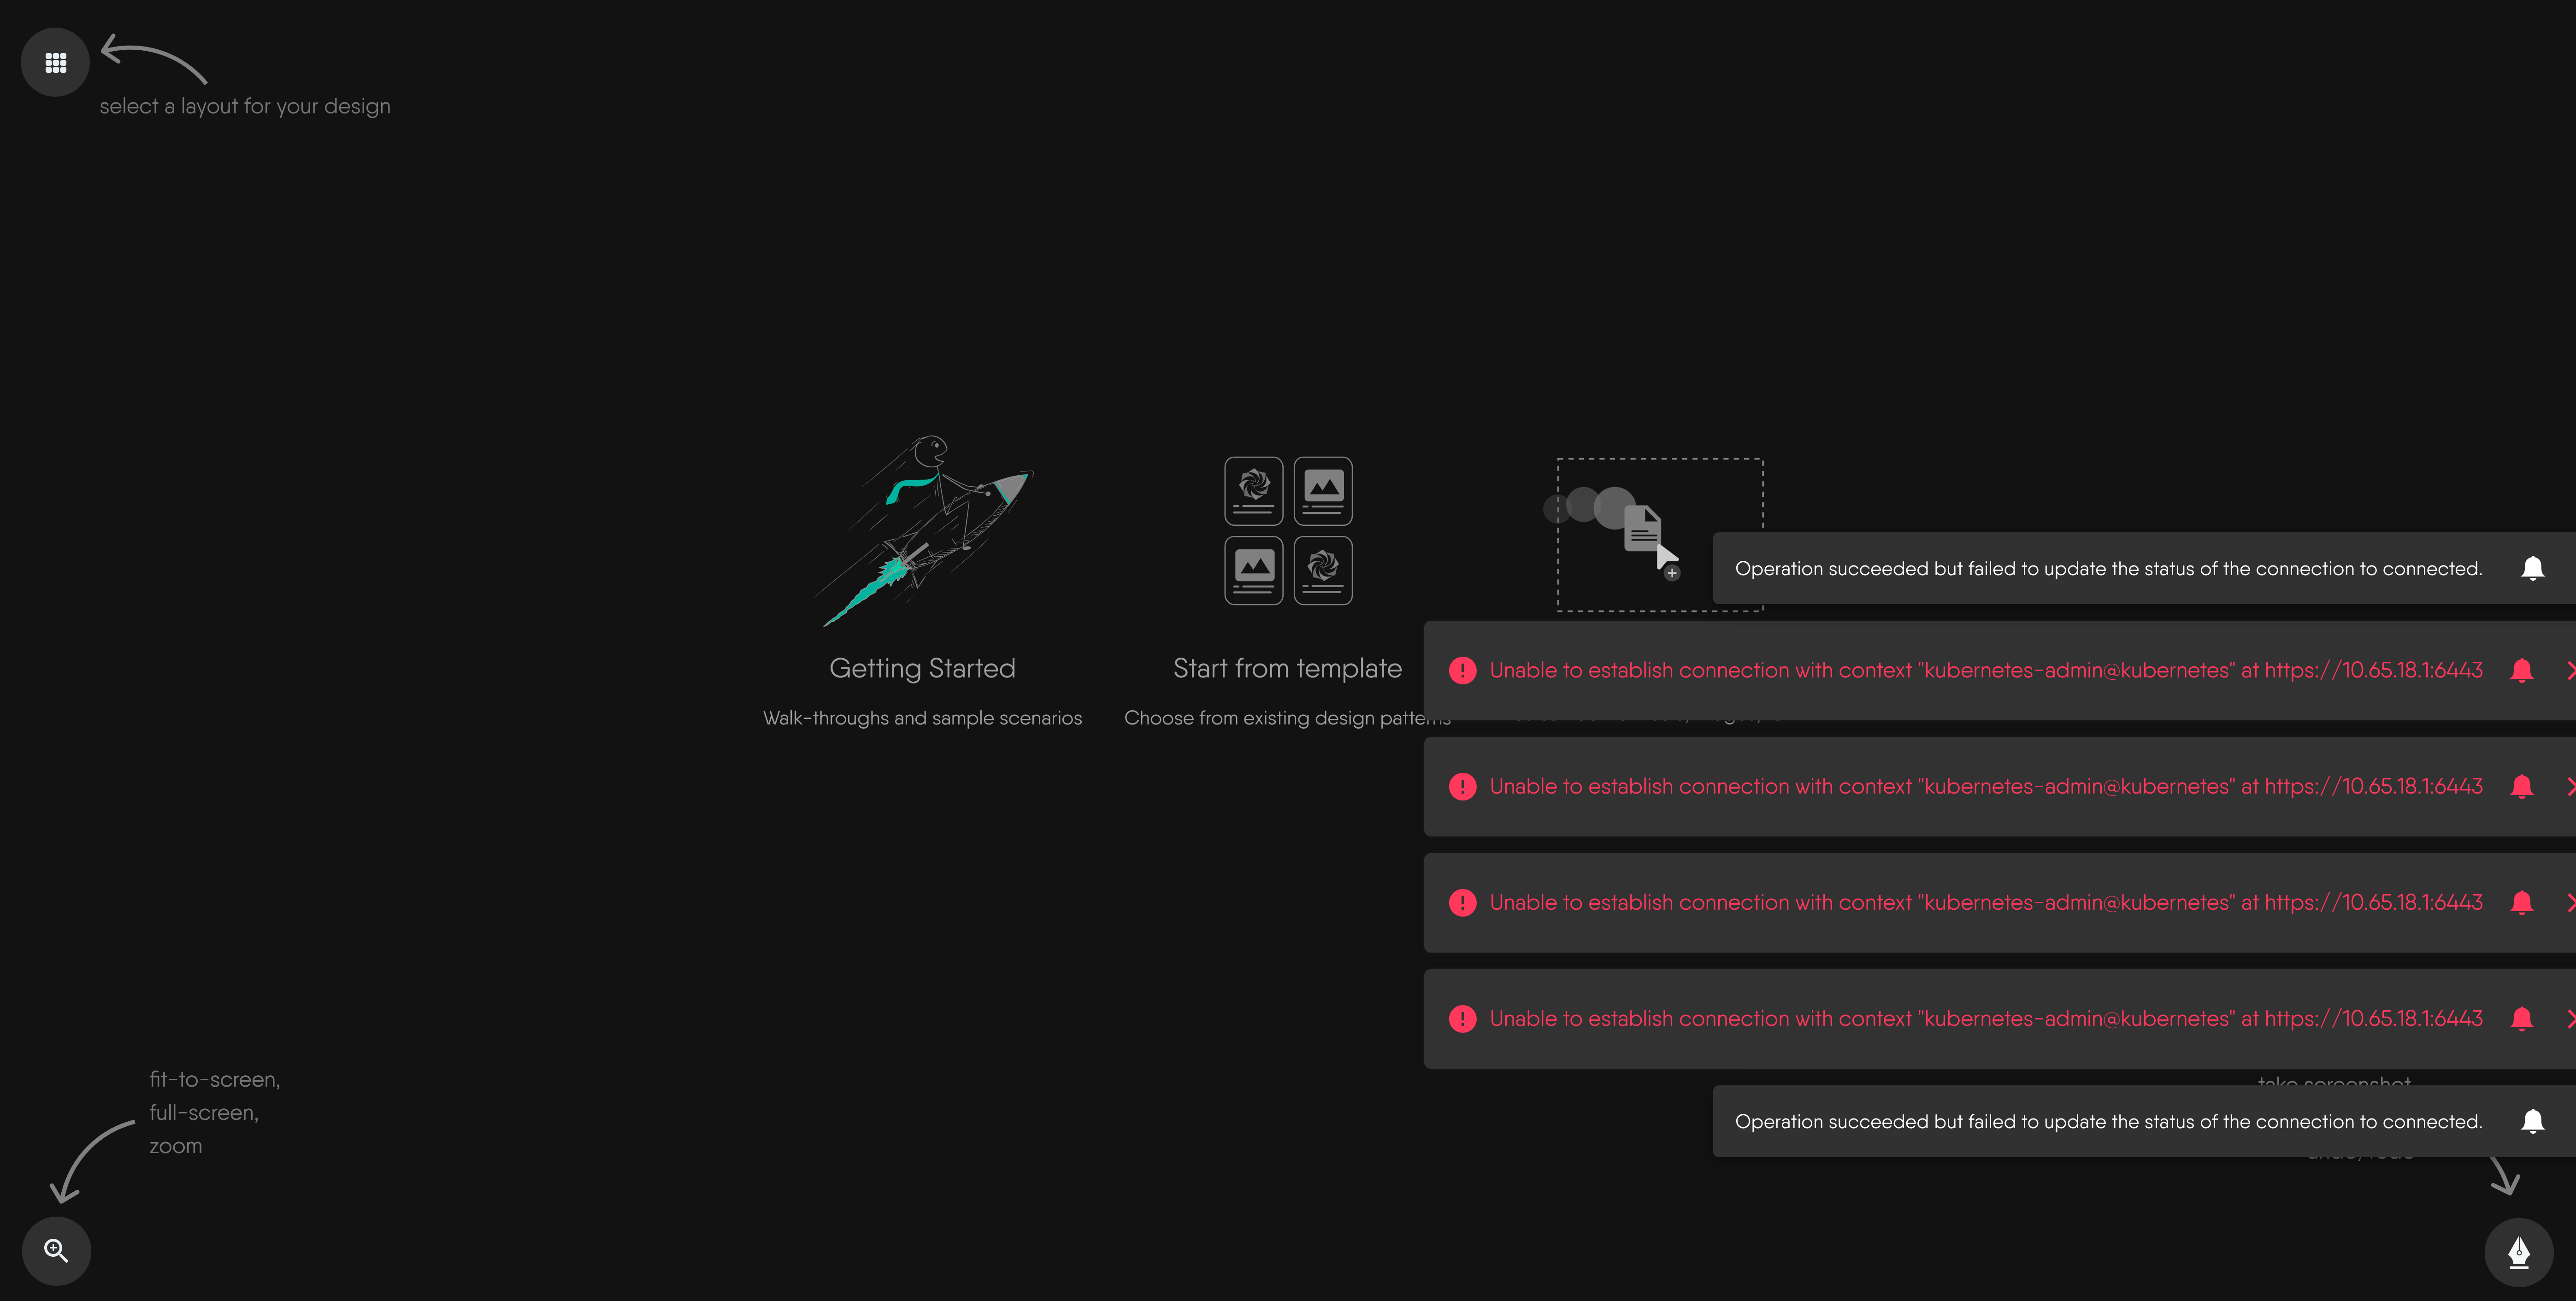 select a layout for your design
Operation succeeded but failed to update the status of the connection to connected.
Getting Started
Start from template
Unable to establish connection with context "kubernetes-admin@kubernetes" at https://10.65.18.1:6443
Walk-throughs and sample scenarios
Choose from existing design patterns
Unable to establish connection with context "kubernetes-admin@kubernetes" at https://10.65.18.1:6443
Unable to establish connection with context "kubernetes-admin@kubernetes" at https://10.65.18.1:6443
Unable to establish connection with context "kubernetes-admin@kubernetes" at https://10.65.18.1:6443
fit-to-screen,
full-screen,
zoom
take screenshot
Operation succeeded but failed to update the status of the connection to connected.